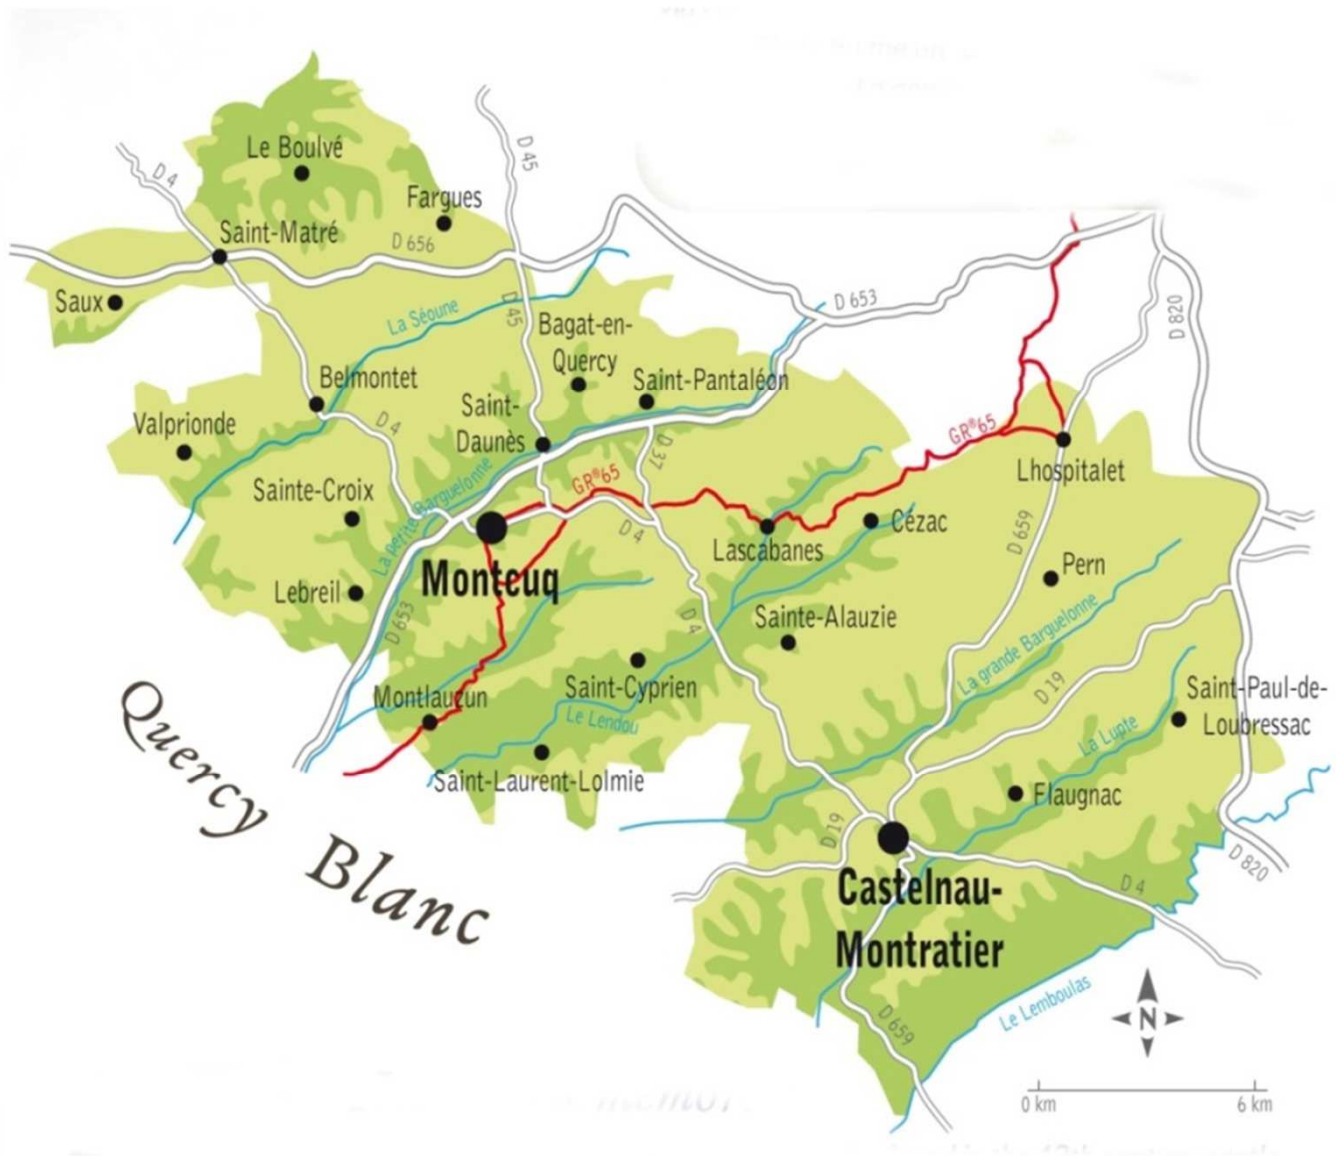 Le Boulvé
D 45
D 4
Fargues
Saint-Matré
D 656
Saux
La Séoune
D 45
D 653
D 820
Bagat-en-
Quercy
Belmontet
Saint-Pantaléon
Valprionde
D 4
Saint-
Daunès
D 37
GR®65
Lhospitalet
Sainte-Croix
La petite Barguelonne
GR®65
D 4
Lascabanes
Cézac
D 659
Montcuq
Lebreil
D 653
Pern
D 4
Sainte-Alauzie
La grande Barguelonne
Montlauzun
Saint-Cyprien
Le Lendou
D 19
Saint-Paul-de-
Loubressac
La Lupte
Saint-Laurent-Lolmie
Flaugnac
Quercy Blanc
D 19
D 820
Castelnau-
Montratier
D 4
Le Lemboulas
D 659
N
0 km
6 km